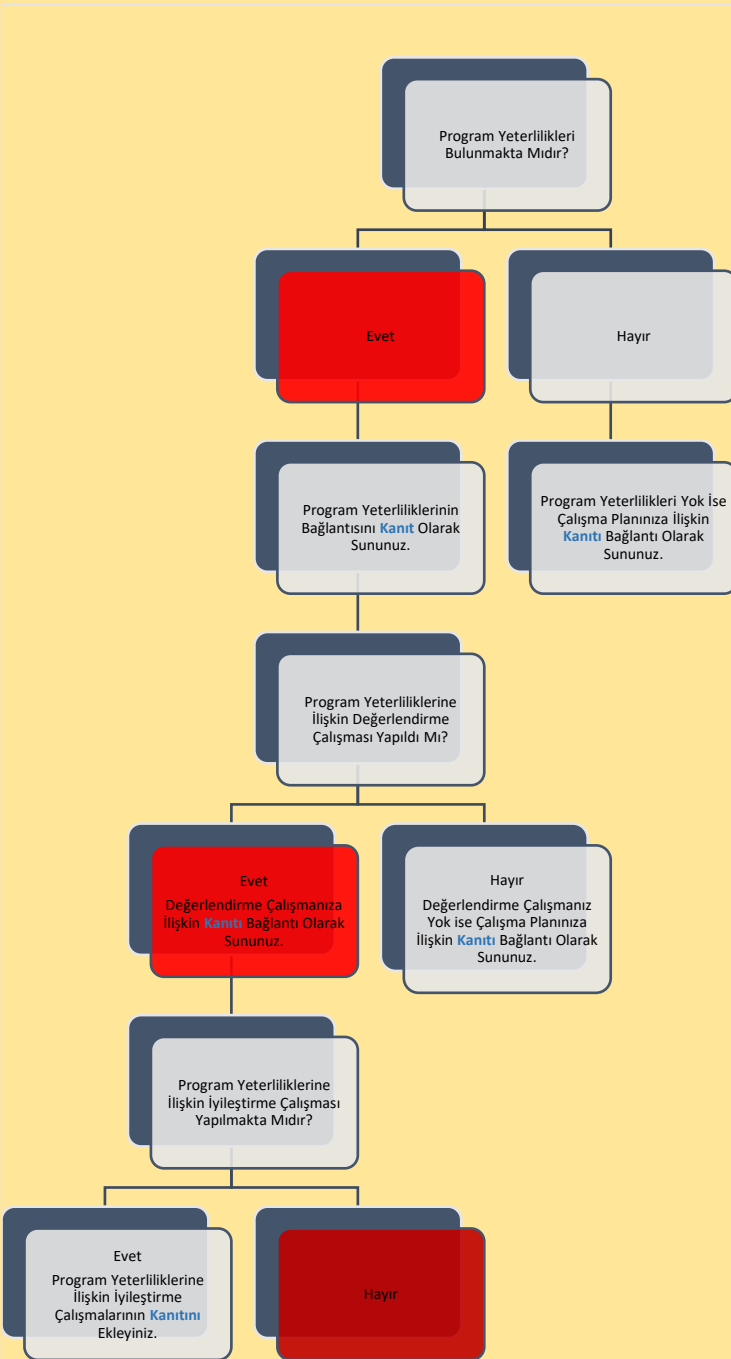 Program Yeterlilikleri
Bulunmakta Mıdır?
Evet
Hayır
Program Yeterliliklerinin
Bağlantısını Kanıt Olarak
Sununuz.
Program Yeterlilikleri Yok İse
Çalışma Planınıza İlişkin
Kanıtı Bağlantı Olarak
Sununuz.
Program Yeterliliklerine
İlişkin Değerlendirme
Çalışması Yapıldı Mı?
Evet
Değerlendirme Çalışmanıza
İlişkin Kanıtı Bağlantı Olarak
Sununuz.
Hayır
Değerlendirme Çalışmanız
Yok ise Çalışma Planınıza
İlişkin Kanıtı Bağlantı Olarak
Sununuz.
Program Yeterliliklerine
İlişkin İyileştirme Çalışması
Yapılmakta Mıdır?
Evet
Program Yeterliliklerine
İlişkin İyileştirme
Çalışmalarının Kanıtını
Ekleyiniz.
Hayır